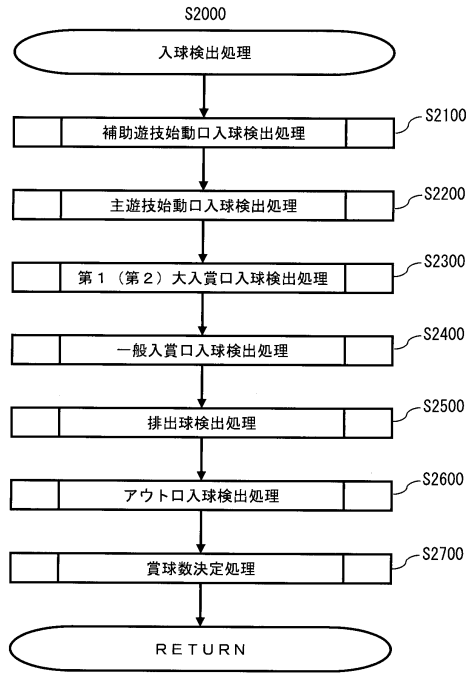 S2000
入球検出処理
補助遊技始動口入球検出処理
S2100
主遊技始動口入球検出処理
S2200
第１（第２）大入賞口入球検出処理
S2300
一般入賞口入球検出処理
S2400
排出球検出処理
S2500
アウト口入球検出処理
S2600
賞球数決定処理
S2700
ＲＥＴＵＲＮ